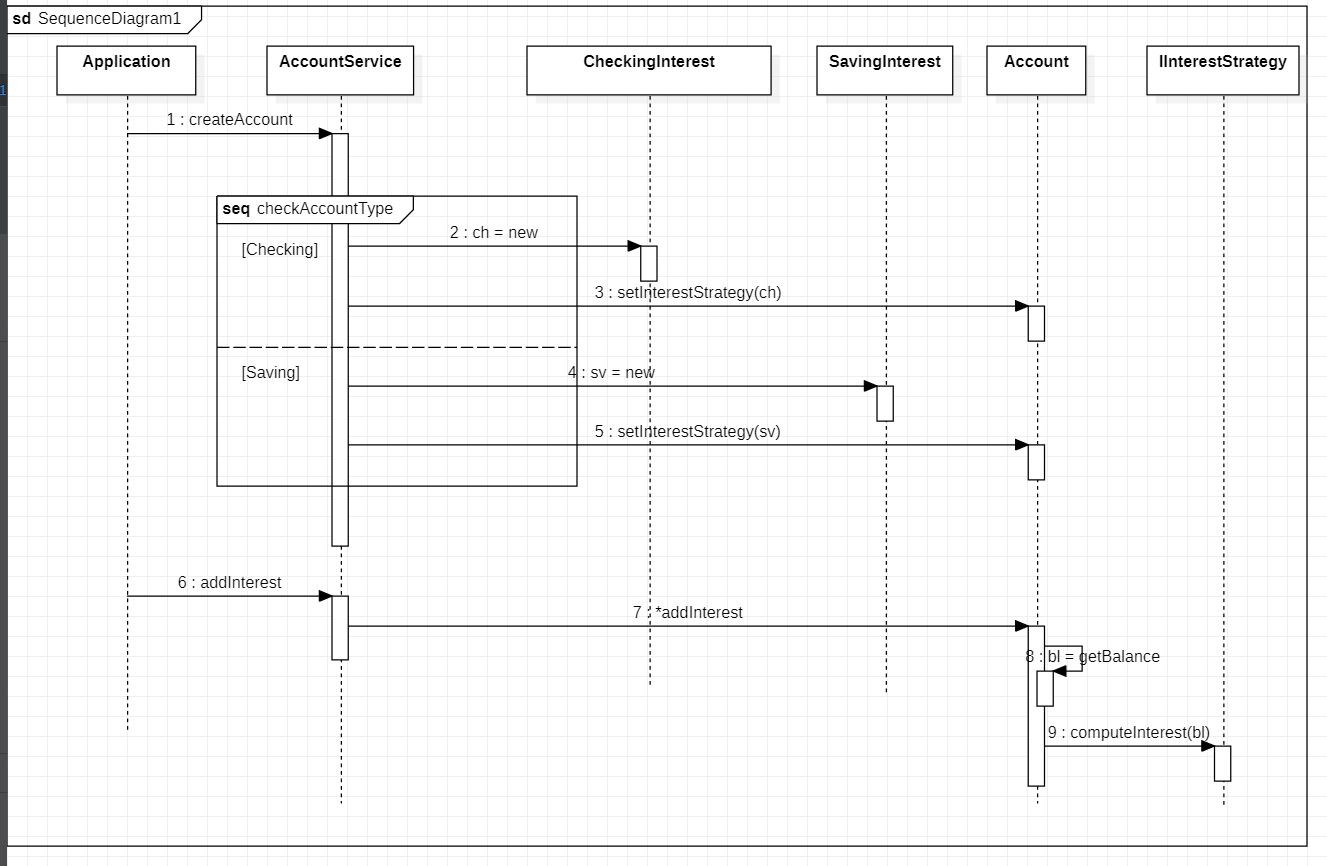 sd SequenceDiagram1
Application
AccountService
CheckingInterest
SavingInterest
Account
IInterestStrategy
1
1 : createAccount
seq checkAccountType
2 : ch = new
[Checking]
3 : setInterestStrategy(ch)
4 : sv = new
[Saving]
5 : setInterestStrategy(sv)
6 : addInterest
7 : *addInterest
8 : bl = getBalance
9 : computeInterest(bl)